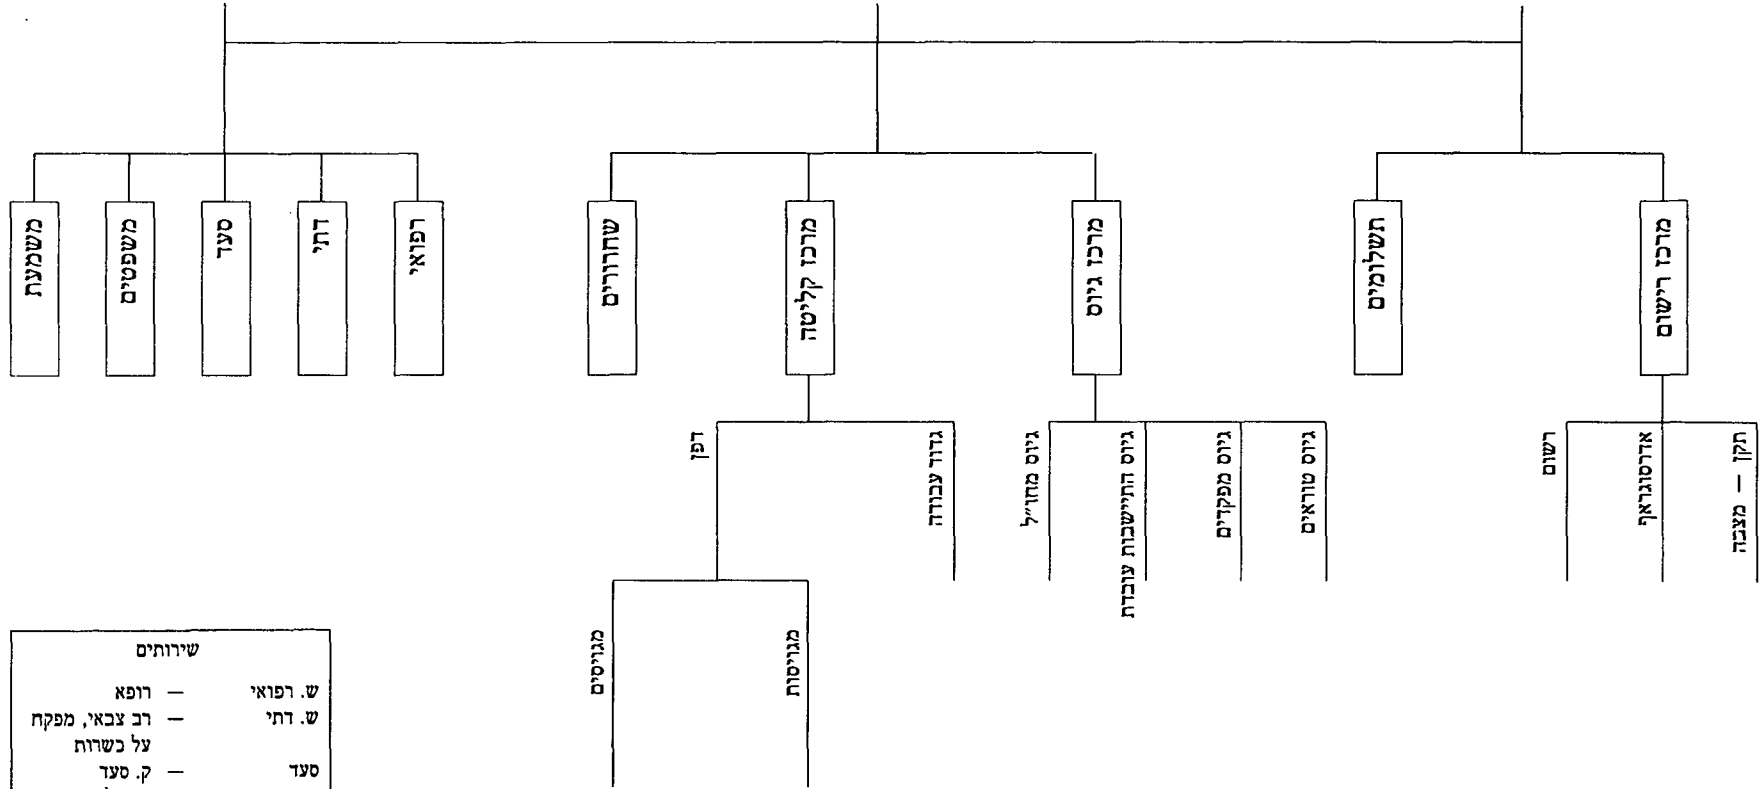 מרכז רישום
תשלומים
מרכז גיוס
מרכז קליטה
שחרורים
רפואי
דתי
סעד
משפטים
משמעת
תקן — מצבה
אדרסוגראף
רשום
גיוס טוראים
גיוס מפקדים
גיוס התיישבות עובדת
גיוס מחו״ל
גדוד עבודה
דפן
מגויסות
מגויסים
שירותים
ש. רפואי — רופא
ש. דתי — רב צבאי, מפקח
על כשרות
סעד — ק. סעד